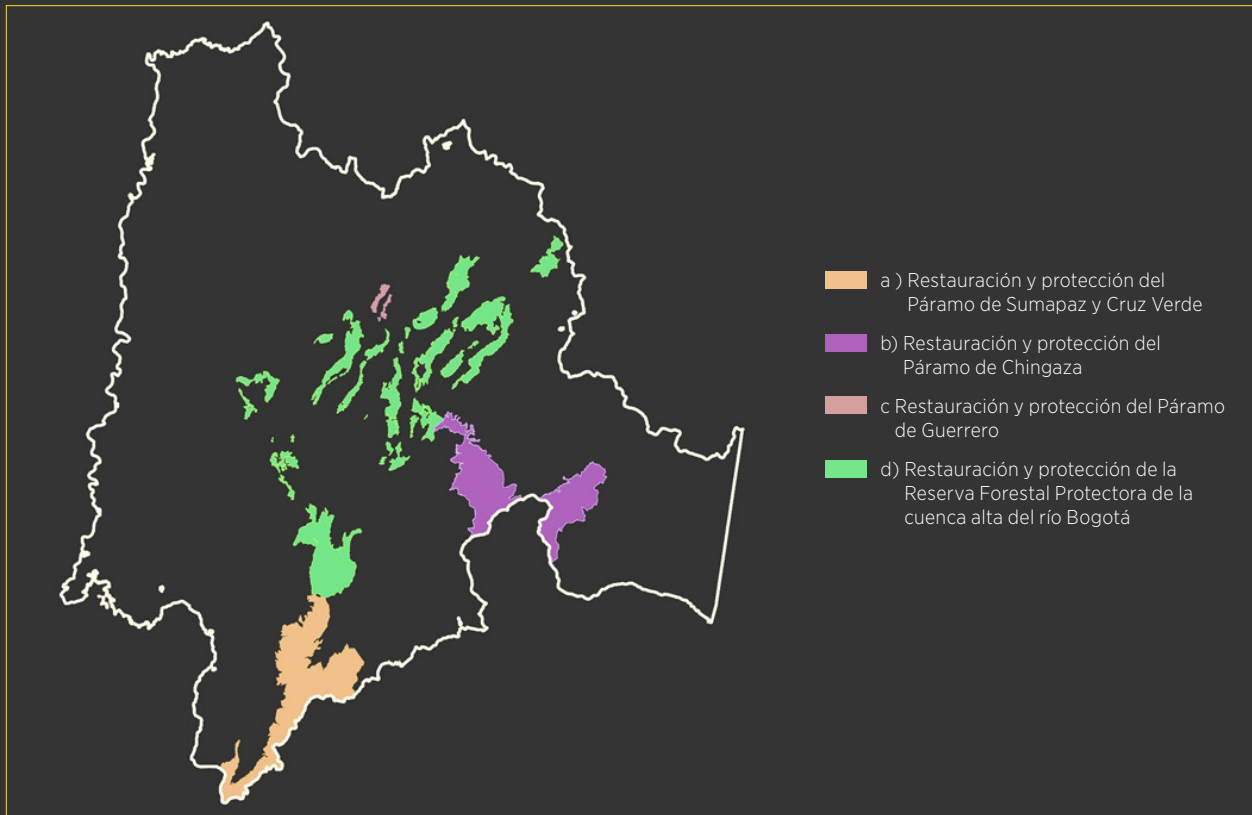 a ) Restauración y protección del
Páramo de Sumapaz y Cruz Verde
b) Restauración y protección del
Páramo de Chingaza
c Restauración y protección del Páramo
de Guerrero
d) Restauración y protección de la
Reserva Forestal Protectora de la
cuenca alta del río Bogotá